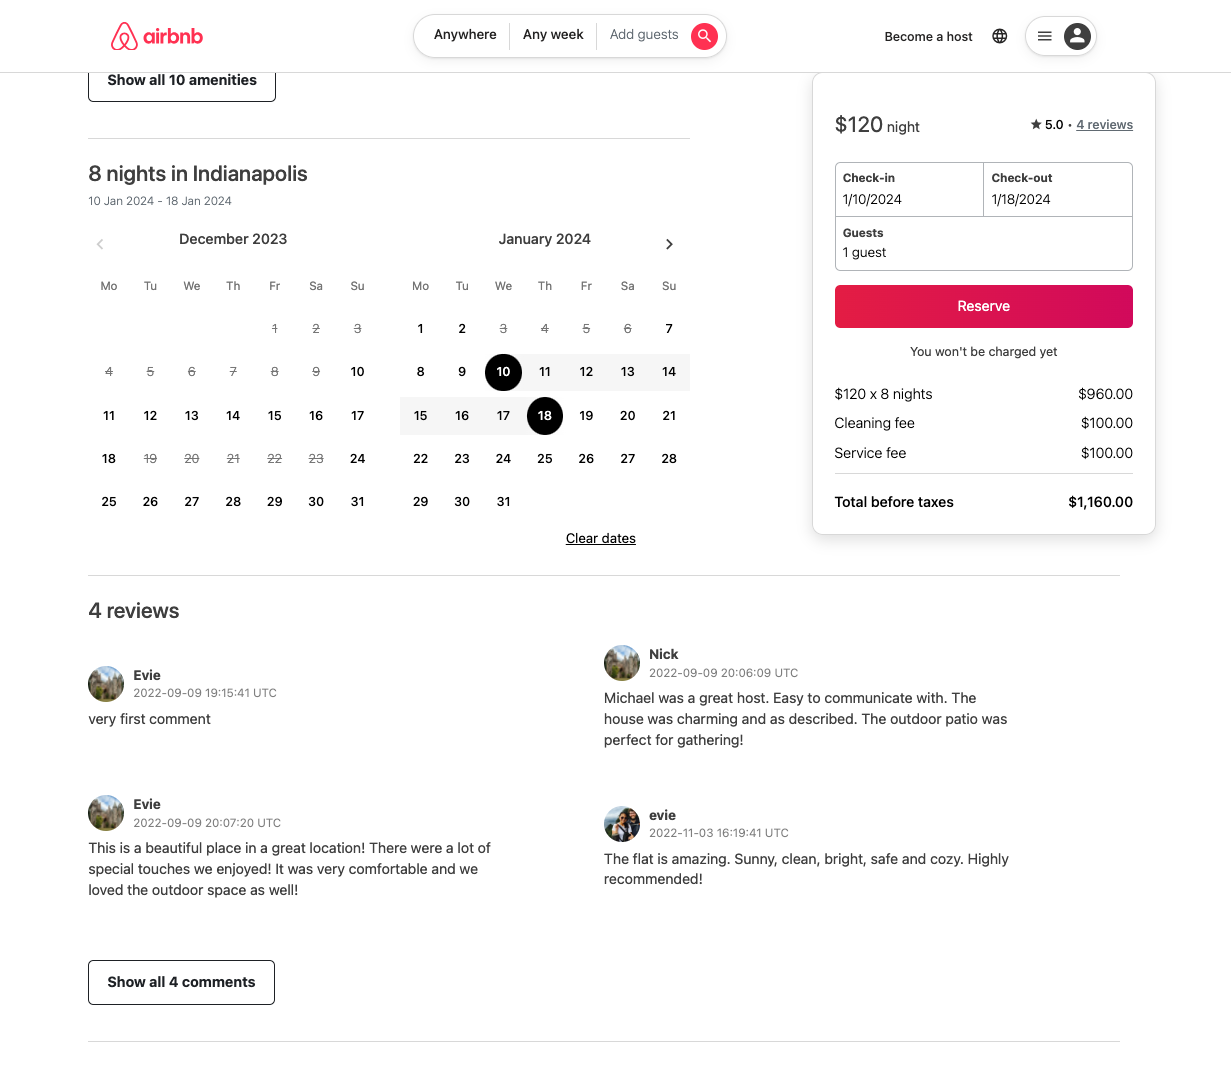 airbnb
Anywhere
Any week
Add guests
Become a host
Show all 10 amenities
8 nights in Indianapolis
10 Jan 2024 - 18 Jan 2024
December 2023
Mo Tu We Th Fr Sa Su
1 2 3
4 5 6 7 8 9 10
11 12 13 14 15 16 17
18 19 20 21 22 23 24
25 26 27 28 29 30 31
January 2024
Mo Tu We Th Fr Sa Su
1 2 3 4 5 6 7
8 9 10 11 12 13 14
15 16 17 18 19 20 21
22 23 24 25 26 27 28
29 30 31
Clear dates
$120 night
★ 5.0 · 4 reviews
Check-in
1/10/2024
Check-out
1/18/2024
Guests
1 guest
Reserve
You won't be charged yet
$120 x 8 nights $960.00
Cleaning fee $100.00
Service fee $100.00
Total before taxes $1,160.00
4 reviews
Evie
2022-09-09 19:15:41 UTC
very first comment
Nick
2022-09-09 20:06:09 UTC
Michael was a great host. Easy to communicate with. The
house was charming and as described. The outdoor patio was
perfect for gathering!
Evie
2022-09-09 20:07:20 UTC
This is a beautiful place in a great location! There were a lot of
special touches we enjoyed! It was very comfortable and we
loved the outdoor space as well!
evie
2022-11-03 16:19:41 UTC
The flat is amazing. Sunny, clean, bright, safe and cozy. Highly
recommended!
Show all 4 comments